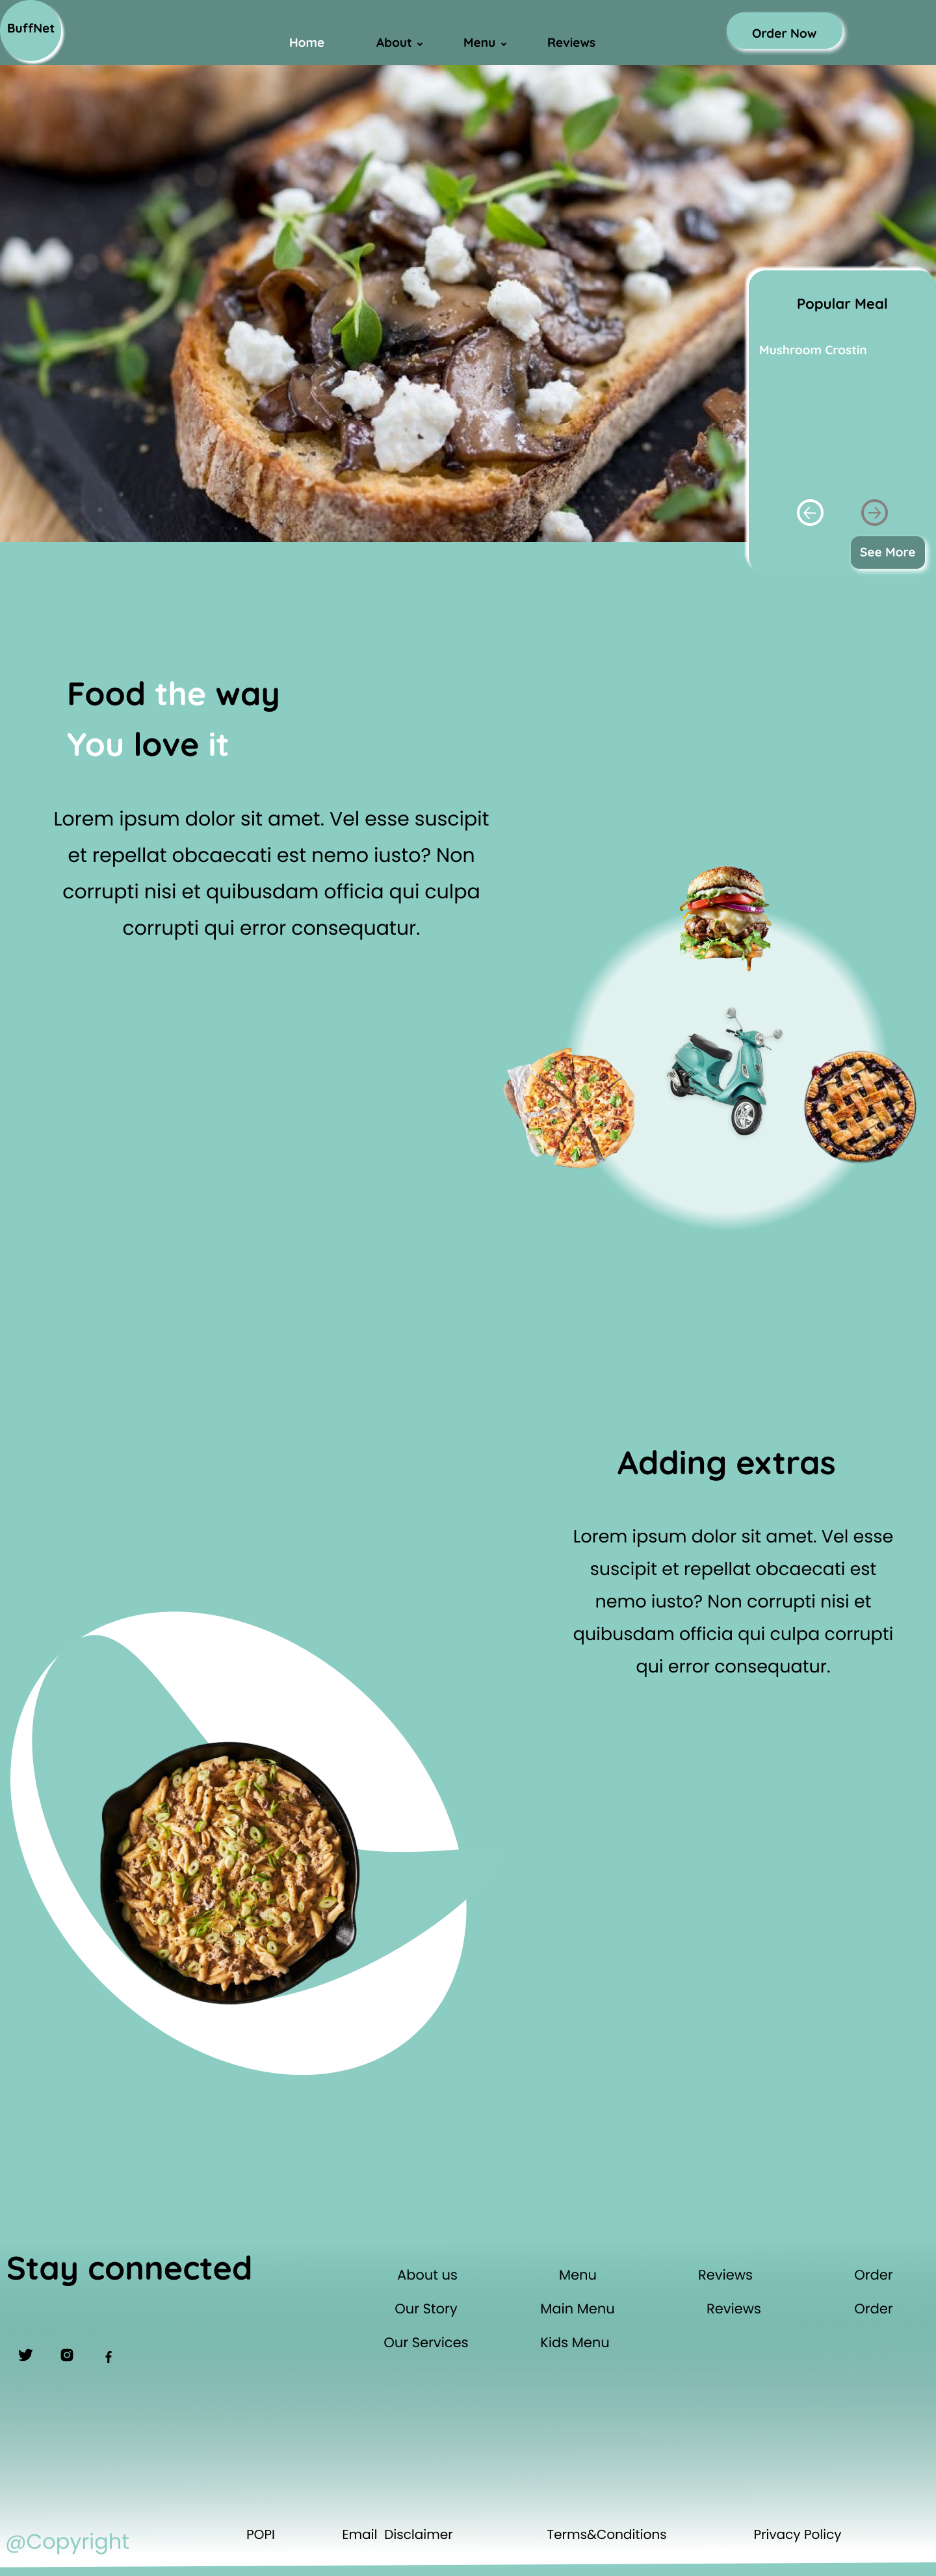 BuffNet
Home About Menu Reviews
Order Now
Popular Meal
Mushroom Crostin
See More
Food the way
You love it
Lorem ipsum dolor sit amet. Vel esse suscipit
et repellat obcaecati est nemo iusto? Non
corrupti nisi et quibusdam officia qui culpa
corrupti qui error consequatur.
Adding extras
Lorem ipsum dolor sit amet. Vel esse
suscipit et repellat obcaecati est
nemo iusto? Non corrupti nisi et
quibusdam officia qui culpa corrupti
qui error consequatur.
Stay connected
About us Menu Reviews Order
Our Story Main Menu Reviews Order
Our Services Kids Menu
@Copyright POPI Email Disclaimer Terms&Conditions Privacy Policy